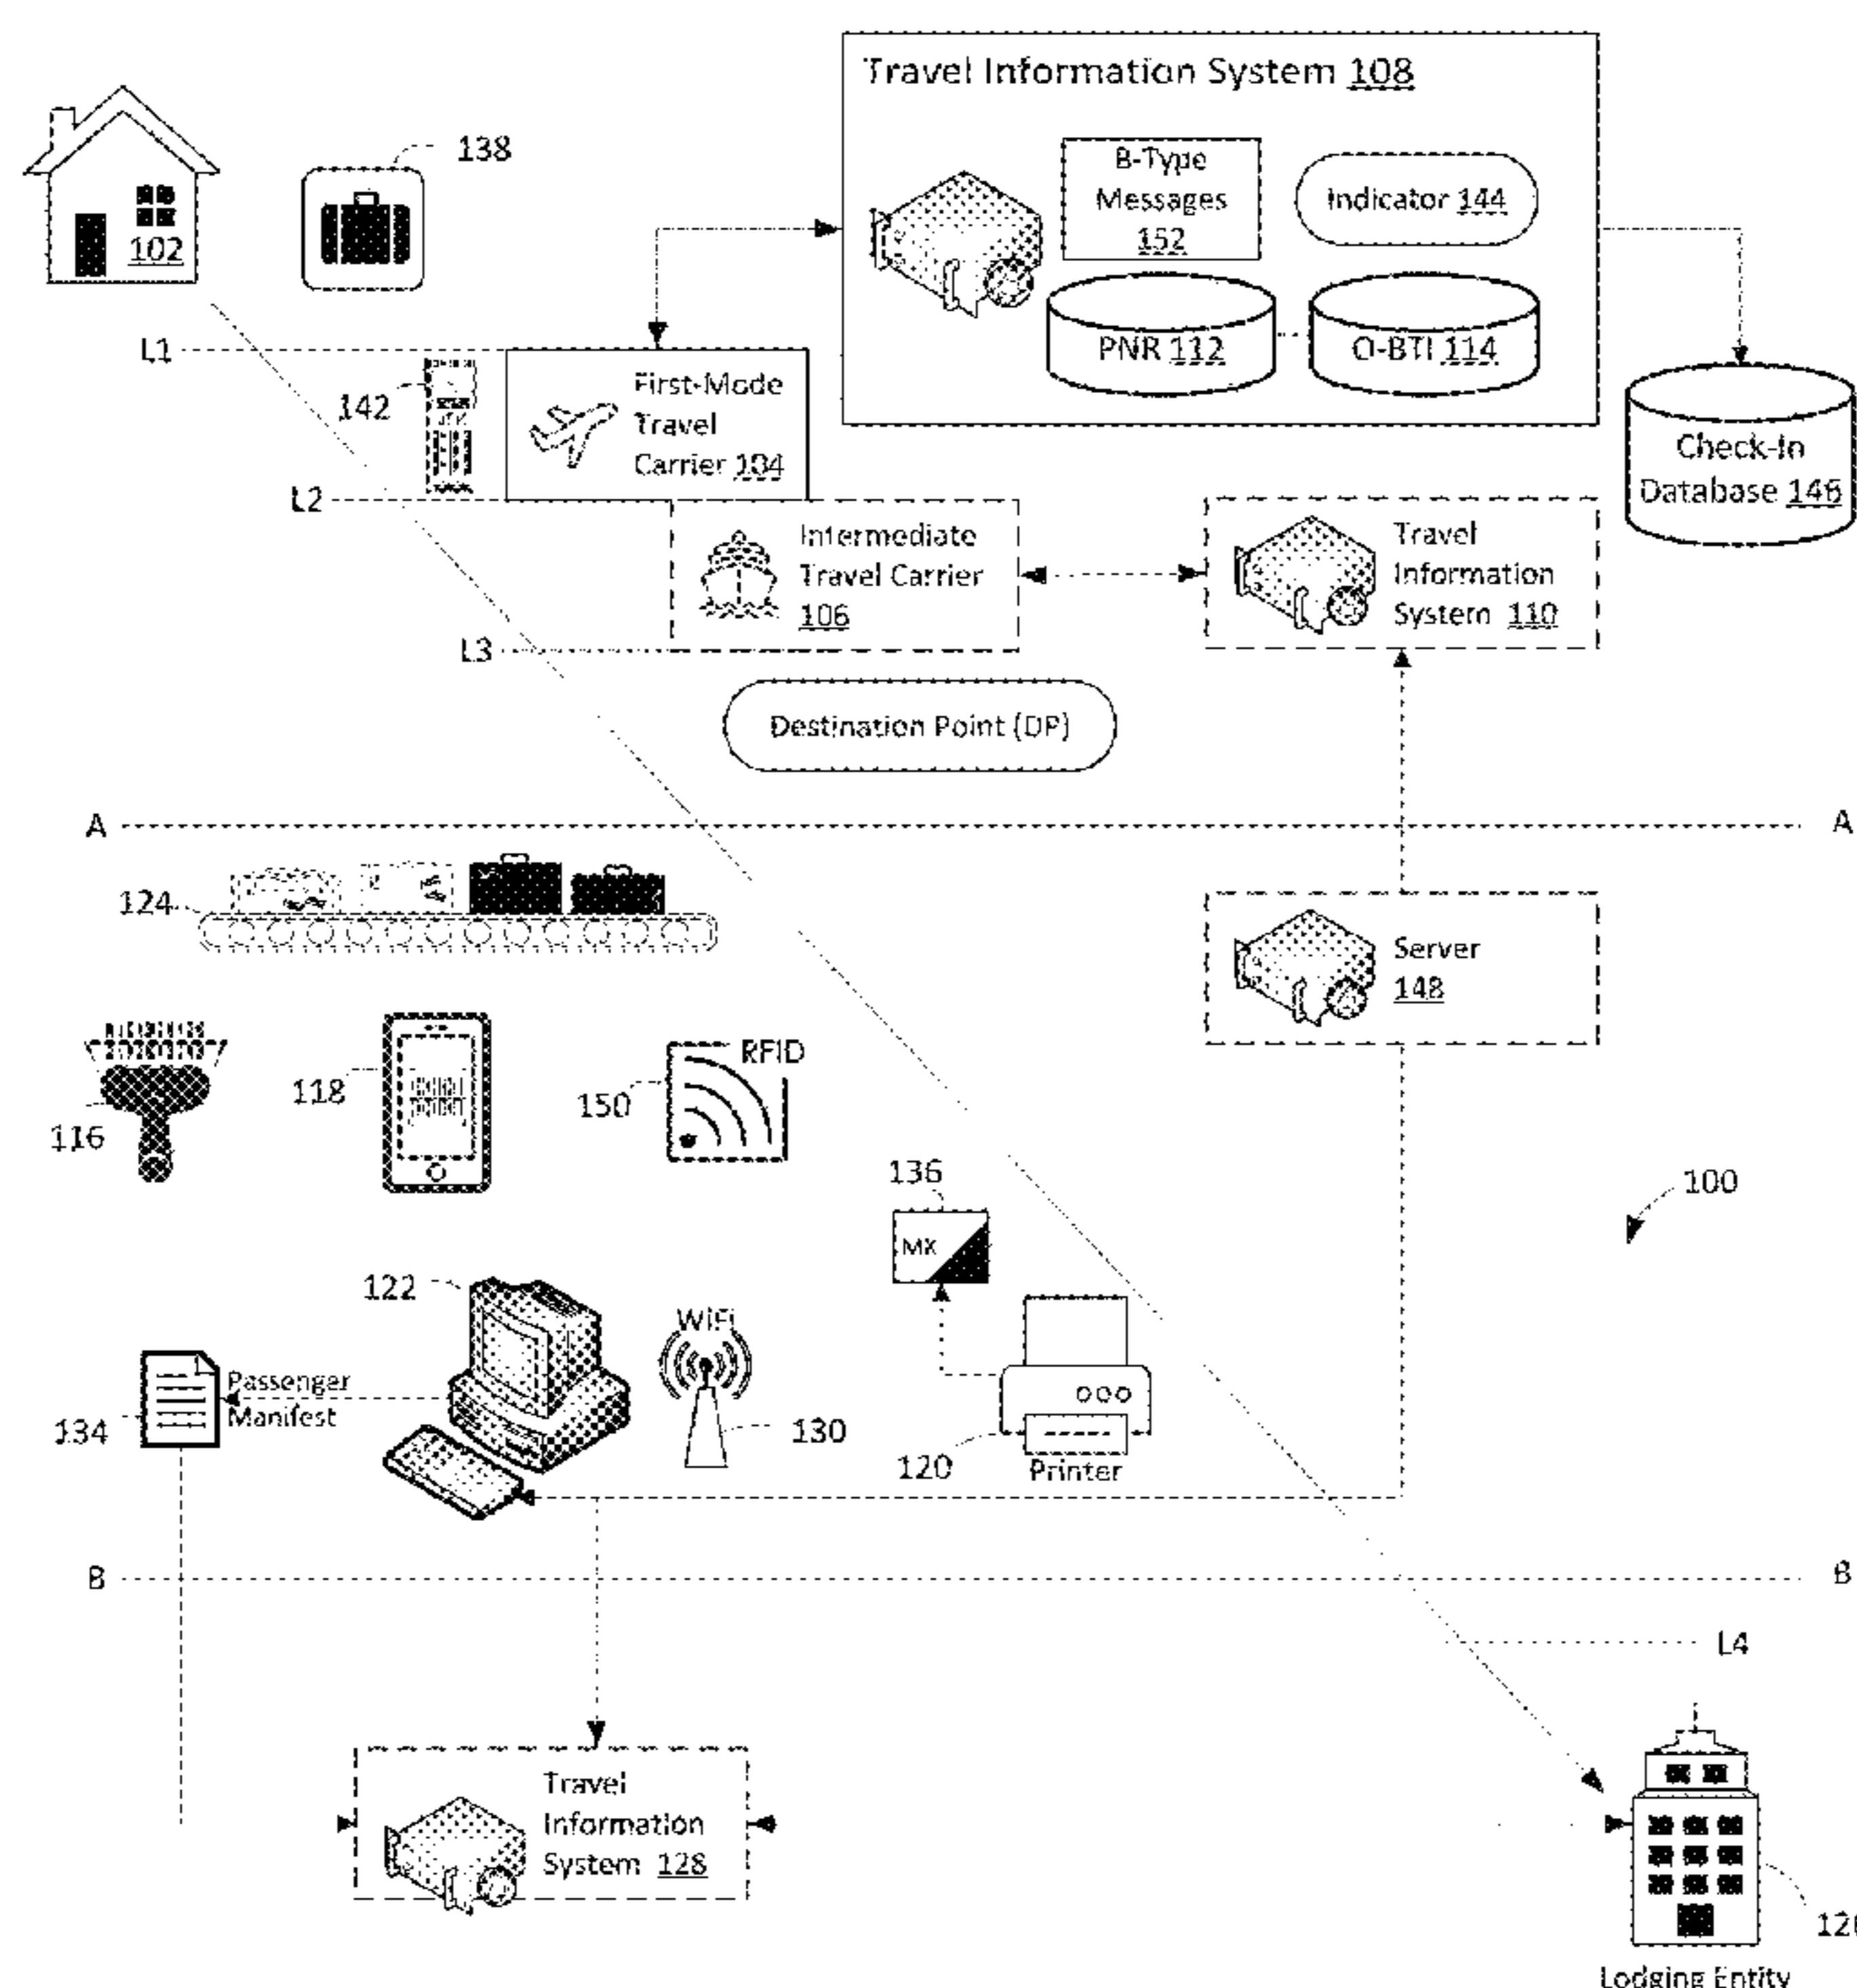 Travel Information System 108
138
B-Type
Messages
152
Indicator 144
102
PNR 112
O-BTI 114
L1
142
First-Mode
Travel
Carrier 104
Check-In
Database 146
L2
Intermediate
Travel Carrier
106
Travel
Information
System 110
L3
Destination Point (DP)
A
A
124
Server
148
RFID
116
118
150
136
100
MX
122
WiFi
Passenger
Manifest
134
130
120
Printer
B
B
L4
Travel
Information
System 128
Lodging Entity